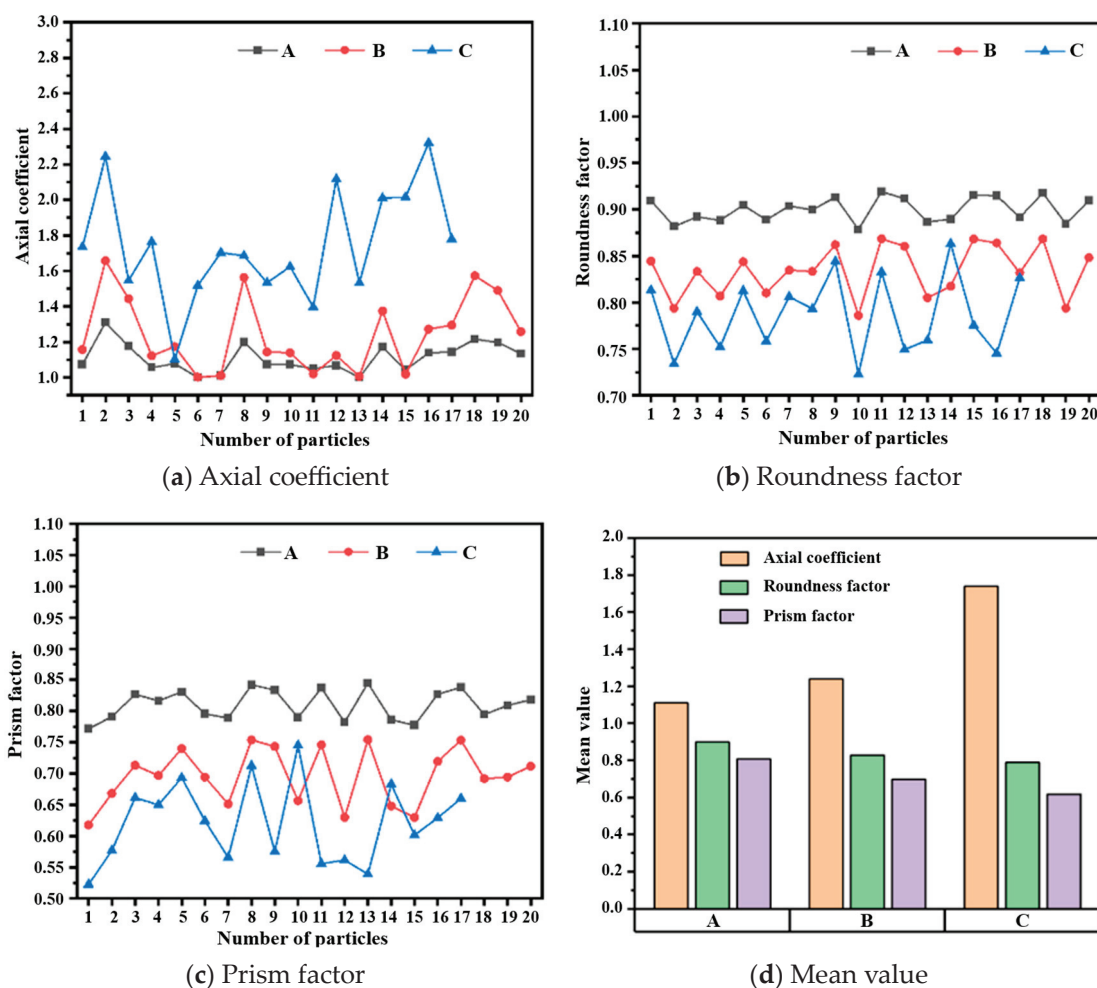 3.0
2.8
2.6
2.4
2.2
2.0
1.8
1.6
1.4
1.2
1.0
Axial coefficient
A B C
1 2 3 4 5 6 7 8 9 10 11 12 13 14 15 16 17 18 19 20
Number of particles
(a) Axial coefficient
1.10
1.05
1.00
0.95
0.90
0.85
0.80
0.75
0.70
Roundness factor
A B C
1 2 3 4 5 6 7 8 9 10 11 12 13 14 15 16 17 18 19 20
Number of particles
(b) Roundness factor
1.10
1.05
1.00
0.95
0.90
0.85
0.80
0.75
0.70
0.65
0.60
0.55
0.50
Prism factor
A B C
1 2 3 4 5 6 7 8 9 10 11 12 13 14 15 16 17 18 19 20
Number of particles
(c) Prism factor
2.0
1.8
1.6
1.4
1.2
1.0
0.8
0.6
0.4
0.2
0.0
Mean value
Axial coefficient
Roundness factor
Prism factor
A B C
(d) Mean value